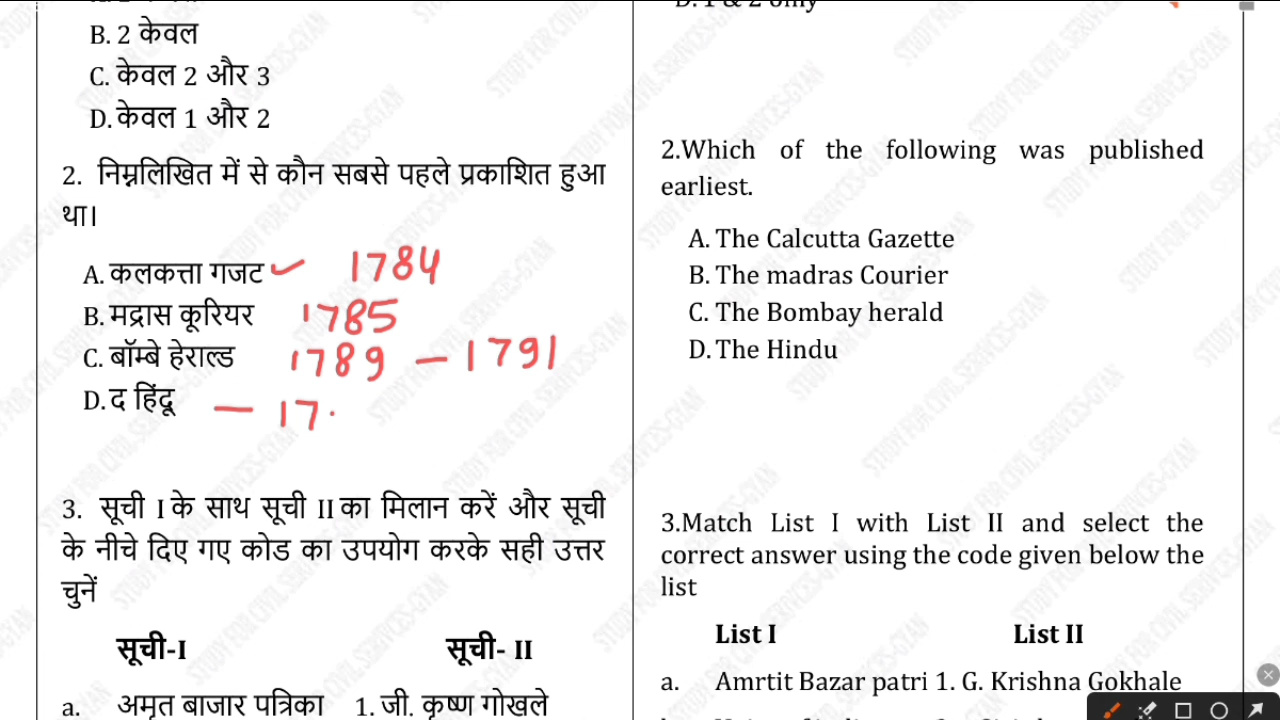 B. 2 केवल
C. केवल 2 और 3
D. केवल 1 और 2
2. निम्नलिखित में से कौन सबसे पहले प्रकाशित हुआ
था।
A. कलकत्ता गजट ✓ 1784
B. मद्रास कूरियर 1785
C. बॉम्बे हेराल्ड 1789 – 1791
D. द हिंदू – 17
3. सूची I के साथ सूची II का मिलान करें और सूची
के नीचे दिए गए कोड का उपयोग करके सही उत्तर
चुनें
सूची-I सूची- II
a. अमृत बाजार पत्रिका 1. जी. कृष्ण गोखले
D. 1 & 2 only
2.Which of the following was published
earliest.
A. The Calcutta Gazette
B. The madras Courier
C. The Bombay herald
D. The Hindu
3.Match List I with List II and select the
correct answer using the code given below the
list
List I List II
a. Amrtit Bazar patri 1. G. Krishna Gokhale